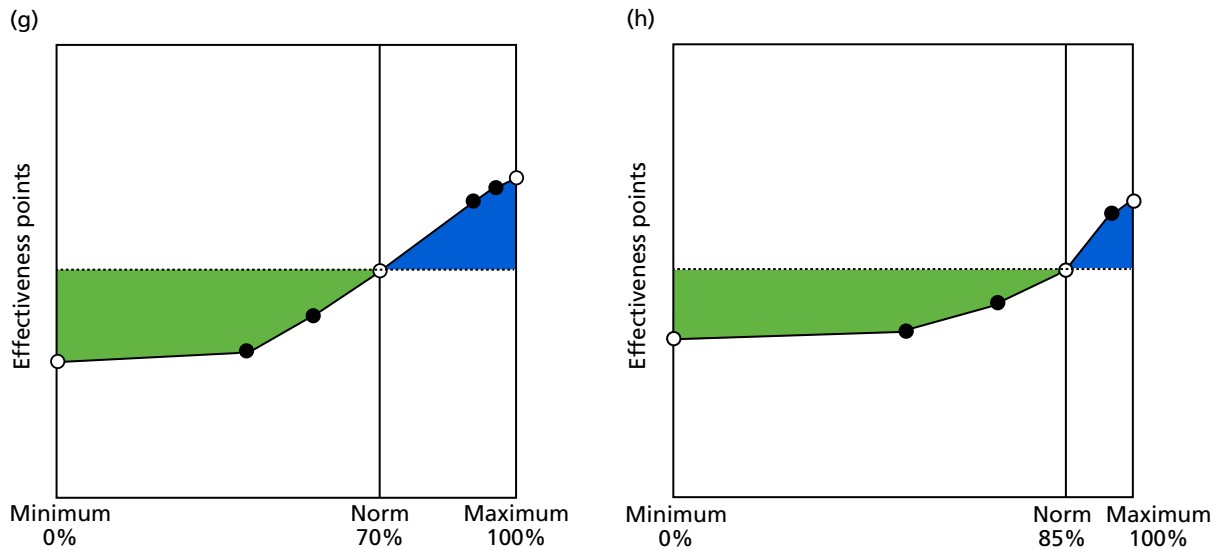 (g)
Effectiveness points
Minimum
0%
Norm
70%
Maximum
100%
(h)
Effectiveness points
Minimum
0%
Norm
85%
Maximum
100%